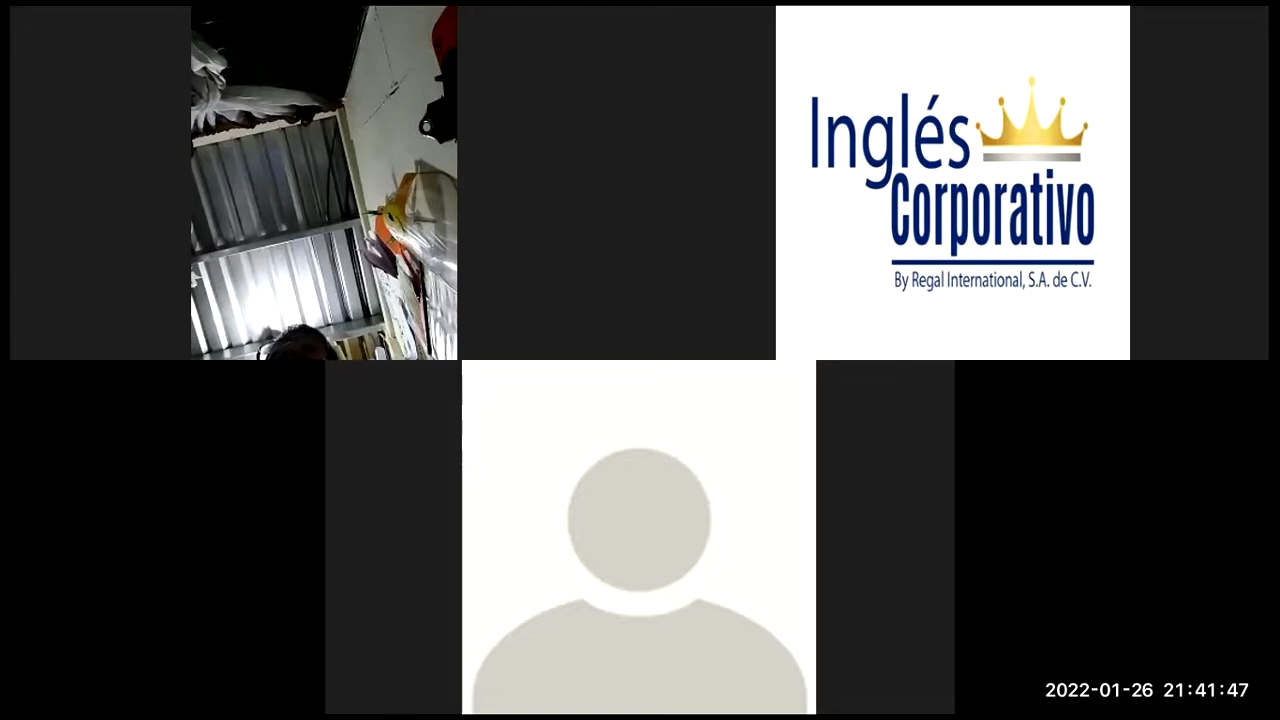 Inglés
Corporativo
By Regal International, S.A. de C.V.
2022-01-26 21:41:47